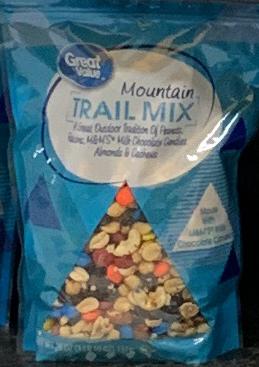 Great
Value
Mountain
TRAIL MIX
A Great Outdoor Tradition Of Peanuts,
Raisins, M&M'S® Milk Chocolate Candies,
Almonds & Cashews
Made
With
M&M'S®
Chocolate Candies